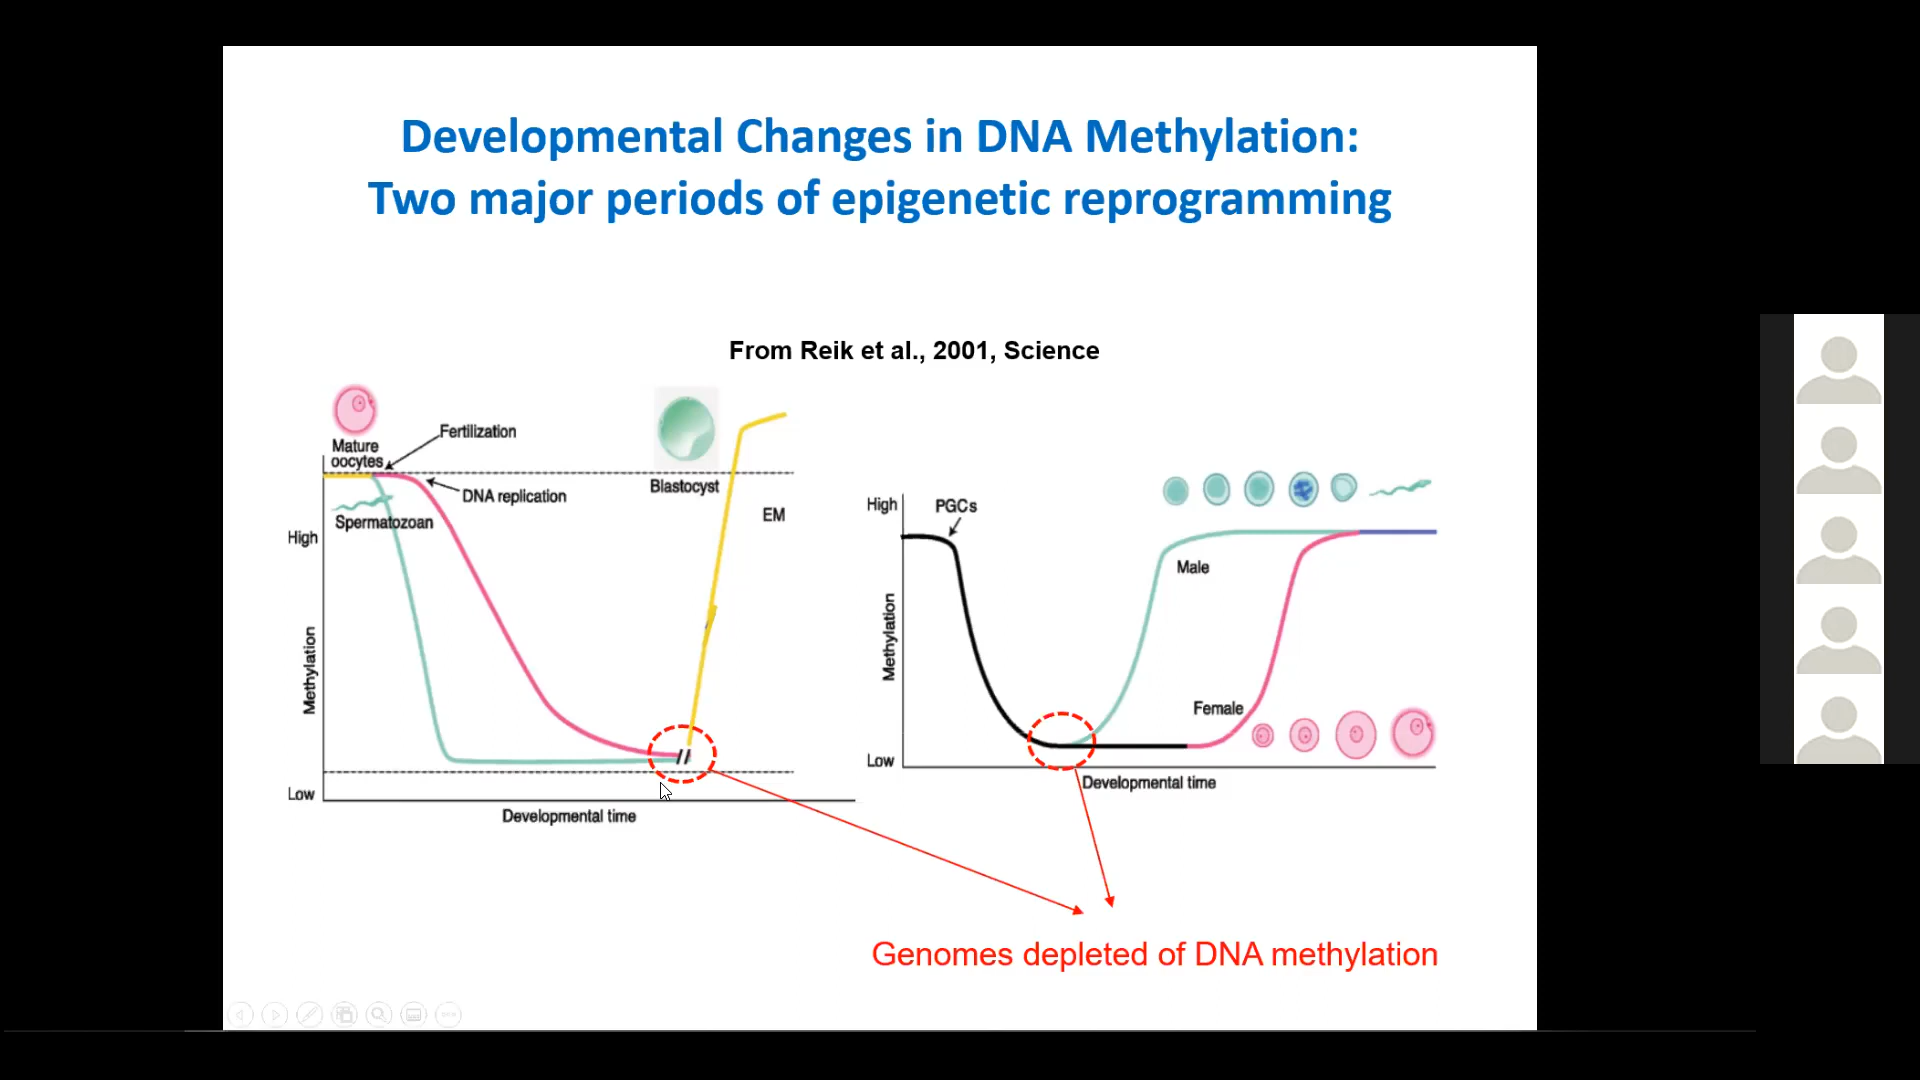 Developmental Changes in DNA Methylation:
Two major periods of epigenetic reprogramming
From Reik et al., 2001, Science
Mature
oocytes
Fertilization
DNA replication
Spermatozoan
Blastocyst
EM
High
Methylation
Low
Developmental time
High
PGCs
Male
Methylation
Female
Low
Developmental time
Genomes depleted of DNA methylation